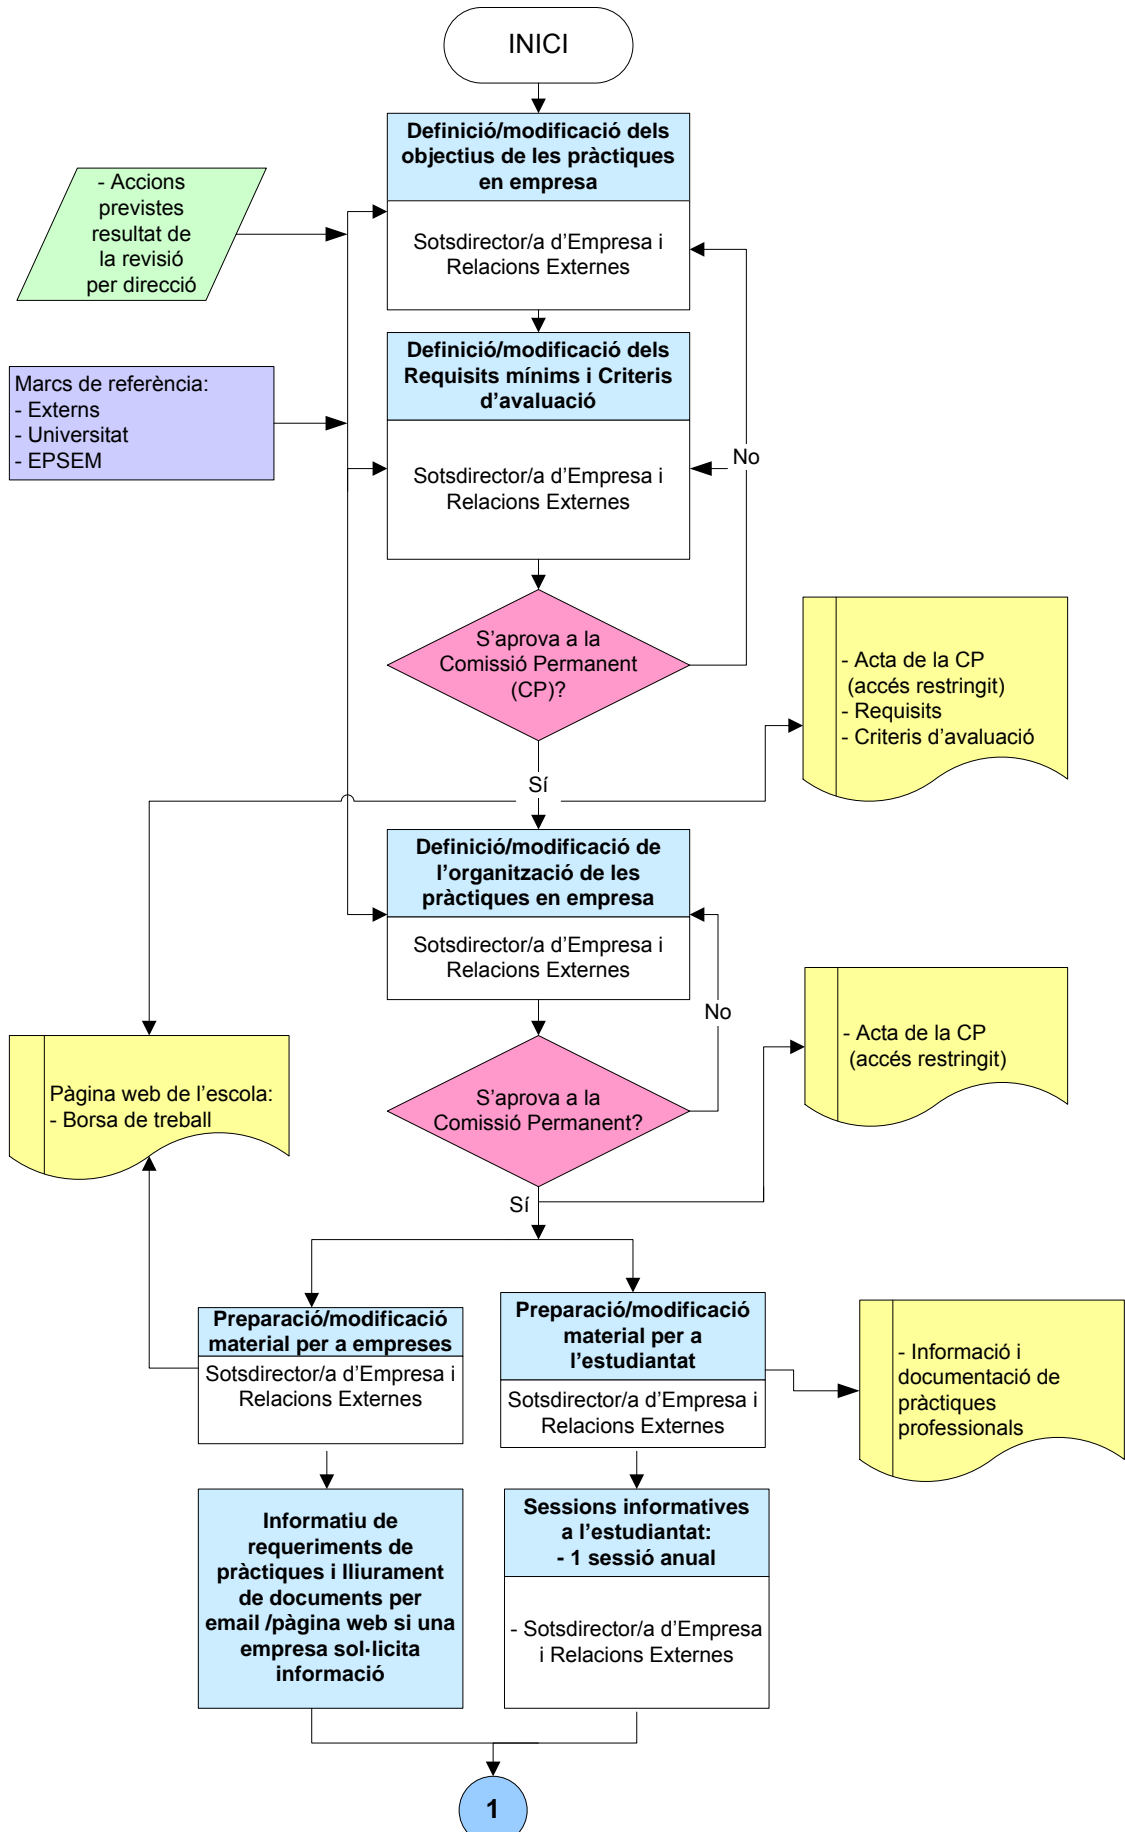 INICI
Definició/modificació dels
objectius de les pràctiques
en empresa
Sotsdirector/a d'Empresa i
Relacions Externes
- Accions
previstes
resultat de
la revisió
per direcció
Definició/modificació dels
Requisits mínims i Criteris
d'avaluació
Sotsdirector/a d'Empresa i
Relacions Externes
Marcs de referència:
- Externs
- Universitat
- EPSEM
No
S'aprova a la
Comissió Permanent
(CP)?
- Acta de la CP
(accés restringit)
- Requisits
- Criteris d'avaluació
Sí
Definició/modificació de
l'organització de les
pràctiques en empresa
Sotsdirector/a d'Empresa i
Relacions Externes
No
- Acta de la CP
(accés restringit)
Pàgina web de l'escola:
- Borsa de treball
S'aprova a la
Comissió Permanent?
Sí
Preparació/modificació
material per a empreses
Sotsdirector/a d'Empresa i
Relacions Externes
Preparació/modificació
material per a
l'estudiantat
Sotsdirector/a d'Empresa i
Relacions Externes
- Informació i
documentació de
pràctiques
professionals
Informatiu de
requeriments de
pràctiques i lliurament
de documents per
email /pàgina web si una
empresa sol·licita
informació
Sessions informatives
a l'estudiantat:
- 1 sessió anual
- Sotsdirector/a d'Empresa
i Relacions Externes
1